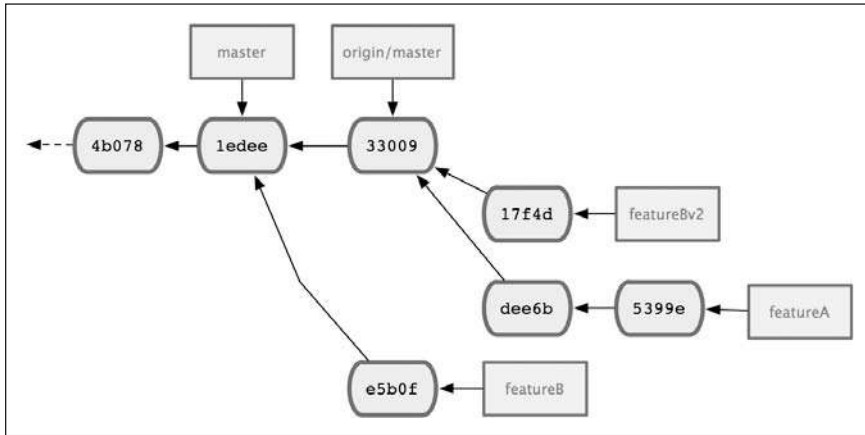 master
origin/master
4b078
1edee
33009
17f4d
featureBv2
dee6b
5399e
featureA
e5b0f
featureB